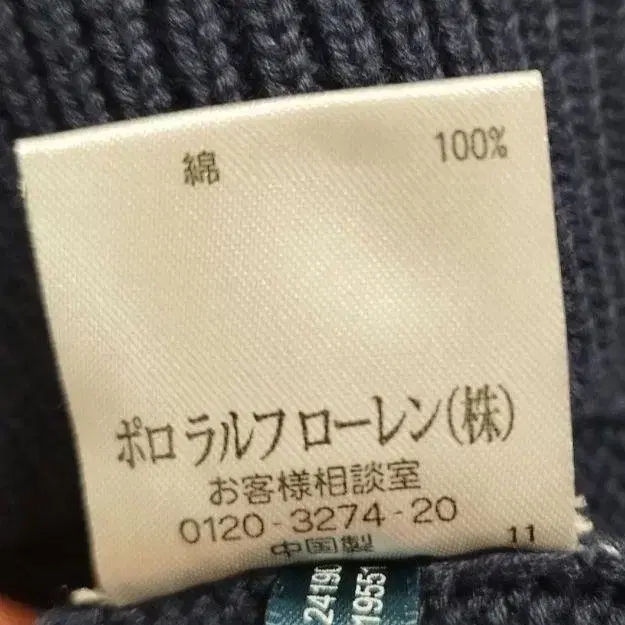 綿 100%
ポロ ラルフ ローレン(株)
お客様相談室
0120-3274-20
中国製 11